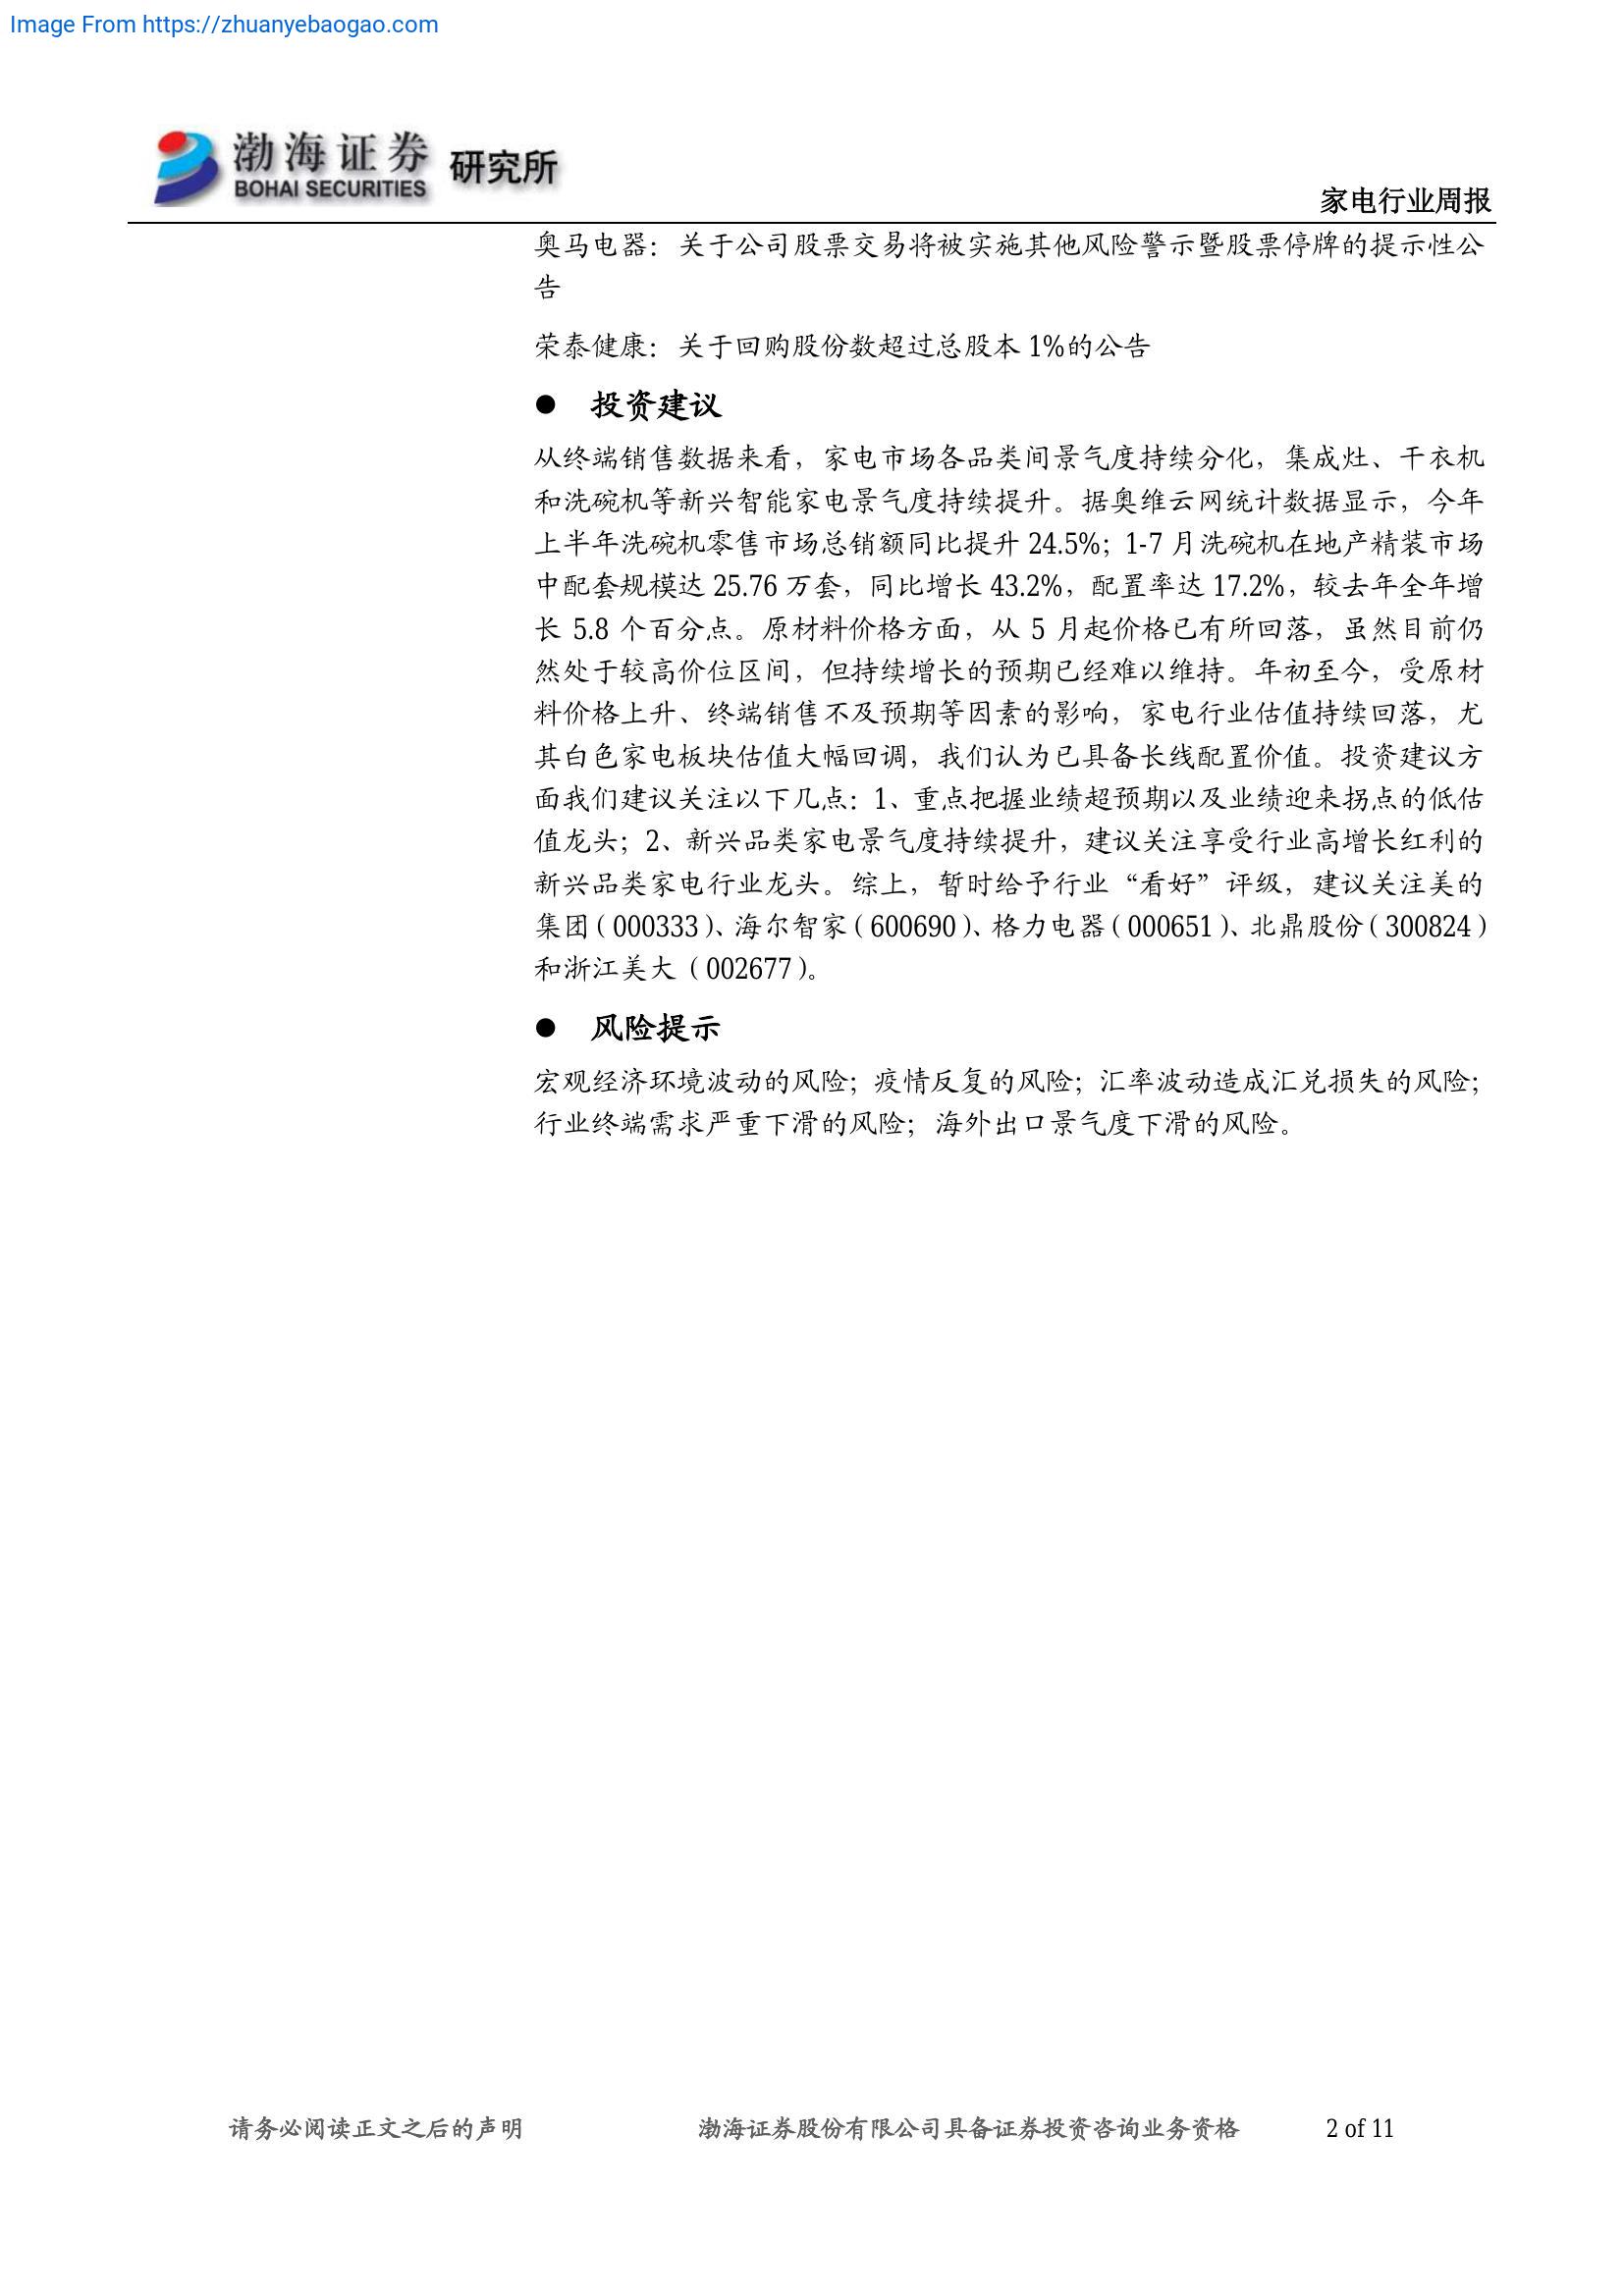 Image From https://zhuanyebaogao.com
渤海证券 研究所
BOHAI SECURITIES
家电行业周报
奥马电器：关于公司股票交易将被实施其他风险警示暨股票停牌的提示性公
告
荣泰健康：关于回购股份数超过总股本 1%的公告
● 投资建议
从终端销售数据来看，家电市场各品类间景气度持续分化，集成灶、干衣机
和洗碗机等新兴智能家电景气度持续提升。据奥维云网统计数据显示，今年
上半年洗碗机零售市场总销额同比提升 24.5%；1-7 月洗碗机在地产精装市场
中配套规模达 25.76 万套，同比增长 43.2%，配置率达 17.2%，较去年全年增
长 5.8 个百分点。原材料价格方面，从 5 月起价格已有所回落，虽然目前仍
然处于较高价位区间，但持续增长的预期已经难以维持。年初至今，受原材
料价格上升、终端销售不及预期等因素的影响，家电行业估值持续回落，尤
其白色家电板块估值大幅回调，我们认为已具备长线配置价值。投资建议方
面我们建议关注以下几点：1、重点把握业绩超预期以及业绩迎来拐点的低估
值龙头；2、新兴品类家电景气度持续提升，建议关注享受行业高增长红利的
新兴品类家电行业龙头。综上，暂时给予行业“看好”评级，建议关注美的
集团（000333）、海尔智家（600690）、格力电器（000651）、北鼎股份（300824）
和浙江美大（002677）。
● 风险提示
宏观经济环境波动的风险；疫情反复的风险；汇率波动造成汇兑损失的风险；
行业终端需求严重下滑的风险；海外出口景气度下滑的风险。
请务必阅读正文之后的声明 渤海证券股份有限公司具备证券投资咨询业务资格 2 of 11